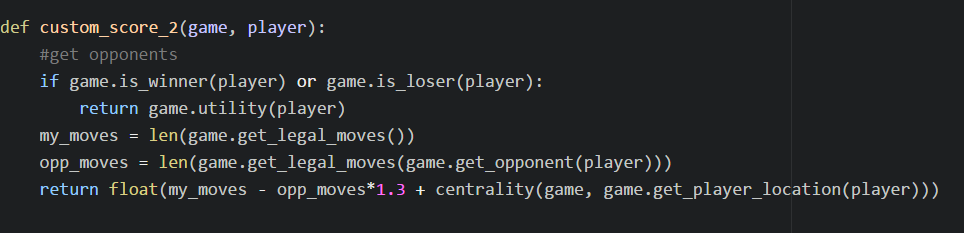 def custom_score_2(game, player):
    #get opponents
    if game.is_winner(player) or game.is_loser(player):
        return game.utility(player)
    my_moves = len(game.get_legal_moves())
    opp_moves = len(game.get_legal_moves(game.get_opponent(player)))
    return float(my_moves - opp_moves*1.3 + centrality(game, game.get_player_location(player)))